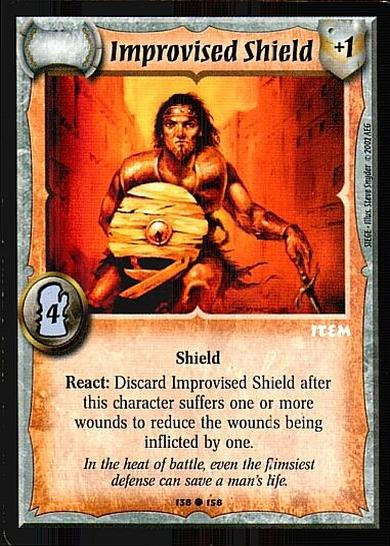 Improvised Shield
+1
SIEGE • Illus. Steve Snyder © 2001 AEG
ITEM
4
Shield
React: Discard Improvised Shield after
this character suffers one or more
wounds to reduce the wounds being
inflicted by one.
In the heat of battle, even the flimsiest
defense can save a man's life.
138 ● 158